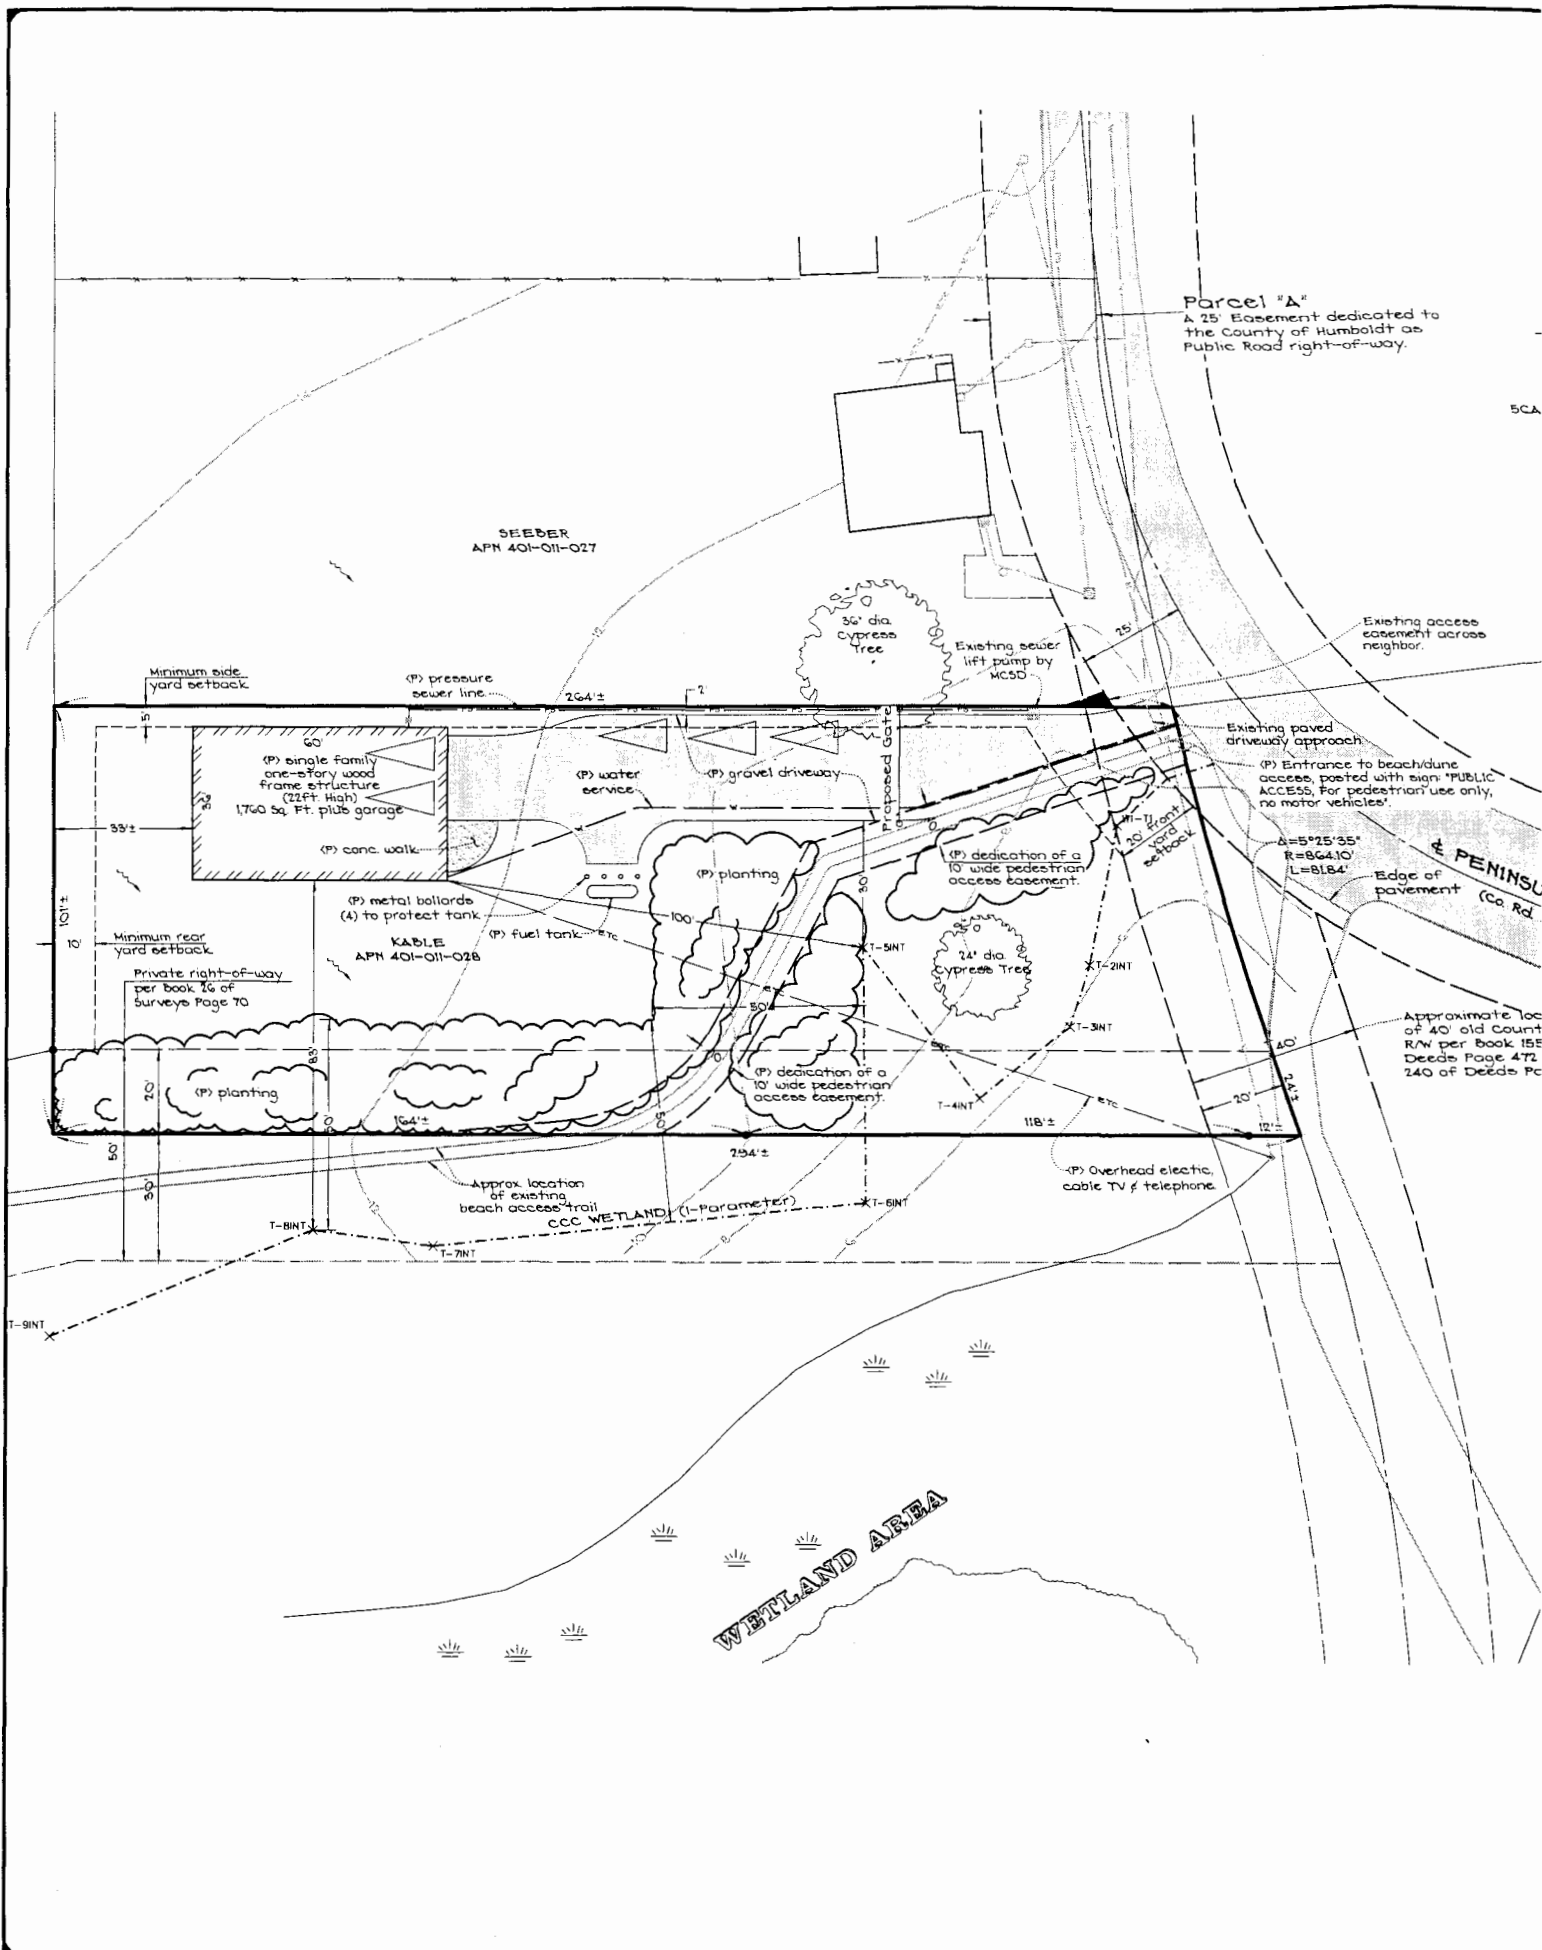 Parcel "A"
A 25' Easement dedicated to
the County of Humboldt as
Public Road right-of-way.
SEEBER
APN 401-011-027
36" dia
Cypress
Tree
Existing sewer
lift pump by
MCSD
25'
Existing access
easement across
neighbor.
Minimum side
yard setback
5'
(P) pressure
sewer line
264'±
2'
Existing paved
driveway approach
60'
36'
(P) single family
one-story wood
frame structure
(22ft. High)
1,760 Sq. Ft. plus garage
(P) water
service
(P) gravel driveway
Proposed Gate
(P) Entrance to beach/dune
access, posted with sign: "PUBLIC
ACCESS, For pedestrian use only,
no motor vehicles".
33'±
(P) conc. walk
20' front
yard
setback
Δ=5°25'35"
R=864.10'
L=81.84'
℄ PENINSU
(Co. Rd.
Edge of
pavement
(P) planting
(P) dedication of a
10' wide pedestrian
access easement.
30'
101'±
10'
(P) metal bollards
(4) to protect tank
100'
(P) fuel tank
ETC
KABLE
APN 401-011-028
Minimum rear
yard setback
Private right-of-way
per Book 26 of
Surveys Page 70
T-5INT
24" dia
Cypress Tree
T-2INT
50'
T-3INT
Approximate loc
of 40' old Count
R/W per Book 155
Deeds Page 472
240 of Deeds Pc
40'
83'
20'
(P) planting
(P) dedication of a
10' wide pedestrian
access easement.
T-4INT
ETC
20'
24'±
50'
164'±
50'
118'±
12'±
294'±
50'
30'
Approx. location
of existing
beach access trail
(P) Overhead electic,
cable TV & telephone
CCC WETLAND (1-Parameter)
T-6INT
T-8INT
T-7INT
12
10
8
6
T-9INT
WETLAND AREA